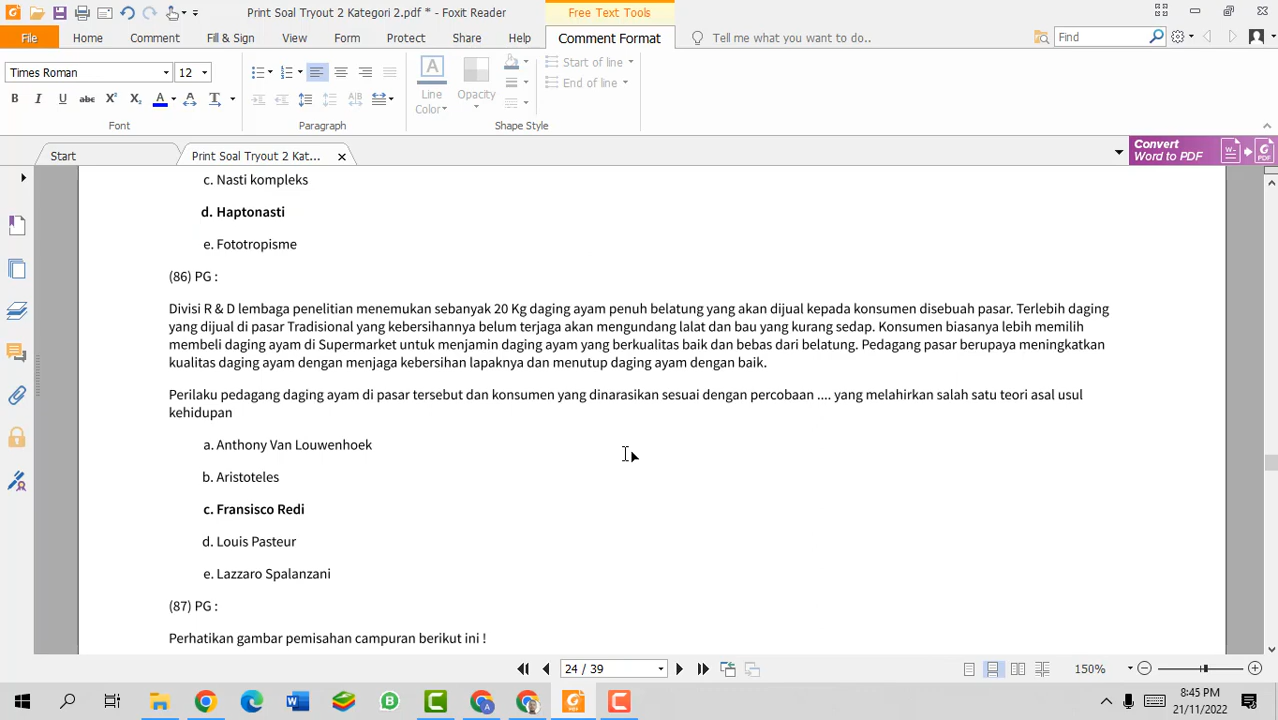 Print Soal Tryout 2 Kategori 2.pdf * - Foxit Reader
Free Text Tools
File
Home
Comment
Fill & Sign
View
Form
Protect
Share
Help
Comment Format
Tell me what you want to do..
Find
Times Roman
12
Start of line
End of line
Line Color
Opacity
Font
Paragraph
Shape Style
Start
Print Soal Tryout 2 Kat...
Convert
Word to PDF
c. Nasti kompleks
d. Haptonasti
e. Fototropisme
(86) PG :
Divisi R & D lembaga penelitian menemukan sebanyak 20 Kg daging ayam penuh belatung yang akan dijual kepada konsumen disebuah pasar. Terlebih daging
yang dijual di pasar Tradisional yang kebersihannya belum terjaga akan mengundang lalat dan bau yang kurang sedap. Konsumen biasanya lebih memilih
membeli daging ayam di Supermarket untuk menjamin daging ayam yang berkualitas baik dan bebas dari belatung. Pedagang pasar berupaya meningkatkan
kualitas daging ayam dengan menjaga kebersihan lapaknya dan menutup daging ayam dengan baik.
Perilaku pedagang daging ayam di pasar tersebut dan konsumen yang dinarasikan sesuai dengan percobaan .... yang melahirkan salah satu teori asal usul
kehidupan
a. Anthony Van Louwenhoek
b. Aristoteles
c. Fransisco Redi
d. Louis Pasteur
e. Lazzaro Spalanzani
(87) PG :
Perhatikan gambar pemisahan campuran berikut ini !
24 / 39
150%
8:45 PM
21/11/2022